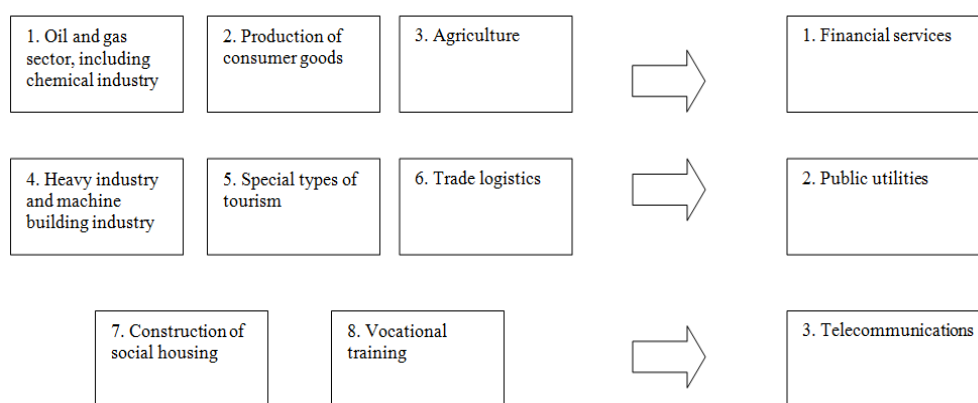 1. Oil and gas
sector, including
chemical industry
2. Production of
consumer goods
3. Agriculture
1. Financial services
4. Heavy industry
and machine
building industry
5. Special types of
tourism
6. Trade logistics
2. Public utilities
7. Construction of
social housing
8. Vocational
training
3. Telecommunications